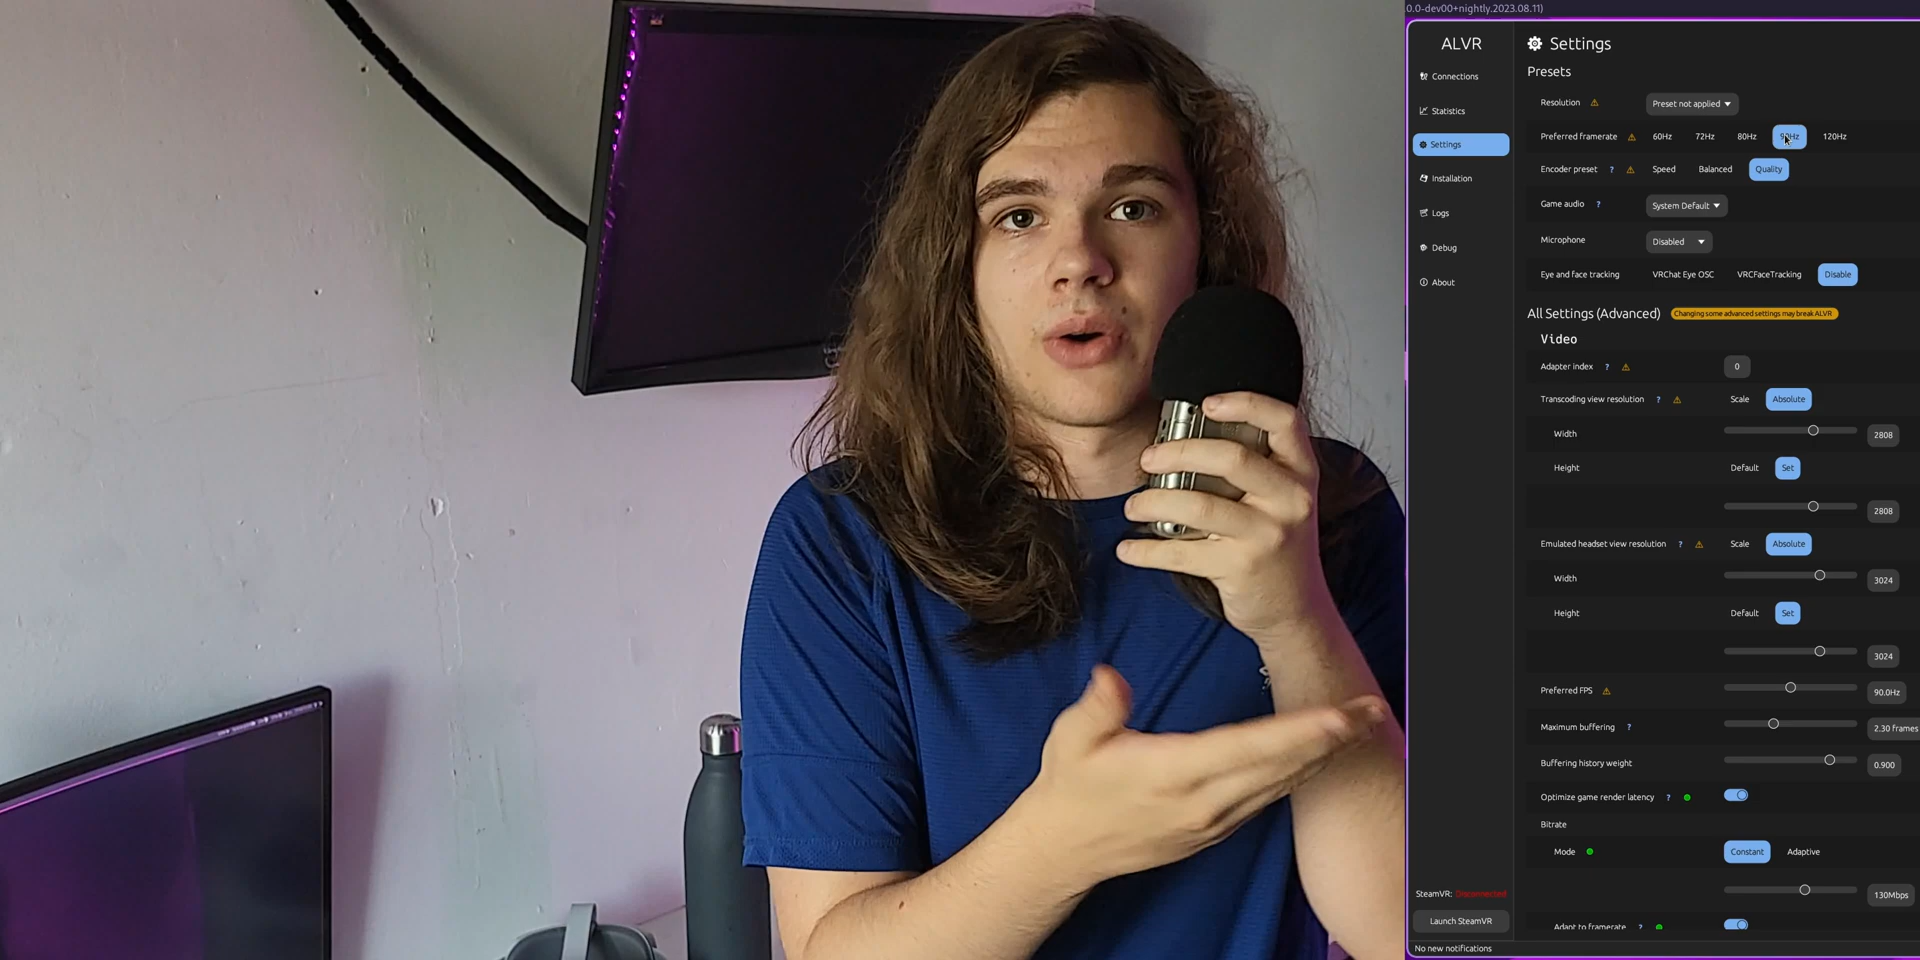 0.0-dev00+nightly.2023.08.11)
ALVR
Connections
Statistics
Settings
Installation
Logs
Debug
About
SteamVR: Disconnected
Launch SteamVR
No new notifications
Settings
Presets
Resolution Preset not applied
Preferred framerate 60Hz 72Hz 80Hz 90Hz 120Hz
Encoder preset ? Speed Balanced Quality
Game audio ? System Default
Microphone Disabled
Eye and face tracking VRChat Eye OSC VRCFaceTracking Disable
All Settings (Advanced) Changing some advanced settings may break ALVR
Video
Adapter index ? 0
Transcoding view resolution ? Scale Absolute
Width 2808
Height Default Set
2808
Emulated headset view resolution ? Scale Absolute
Width 3024
Height Default Set
3024
Preferred FPS 90.0Hz
Maximum buffering ? 2.30 frames
Buffering history weight 0.900
Optimize game render latency ?
Bitrate
Mode Constant Adaptive
130Mbps
Adapt to framerate ?